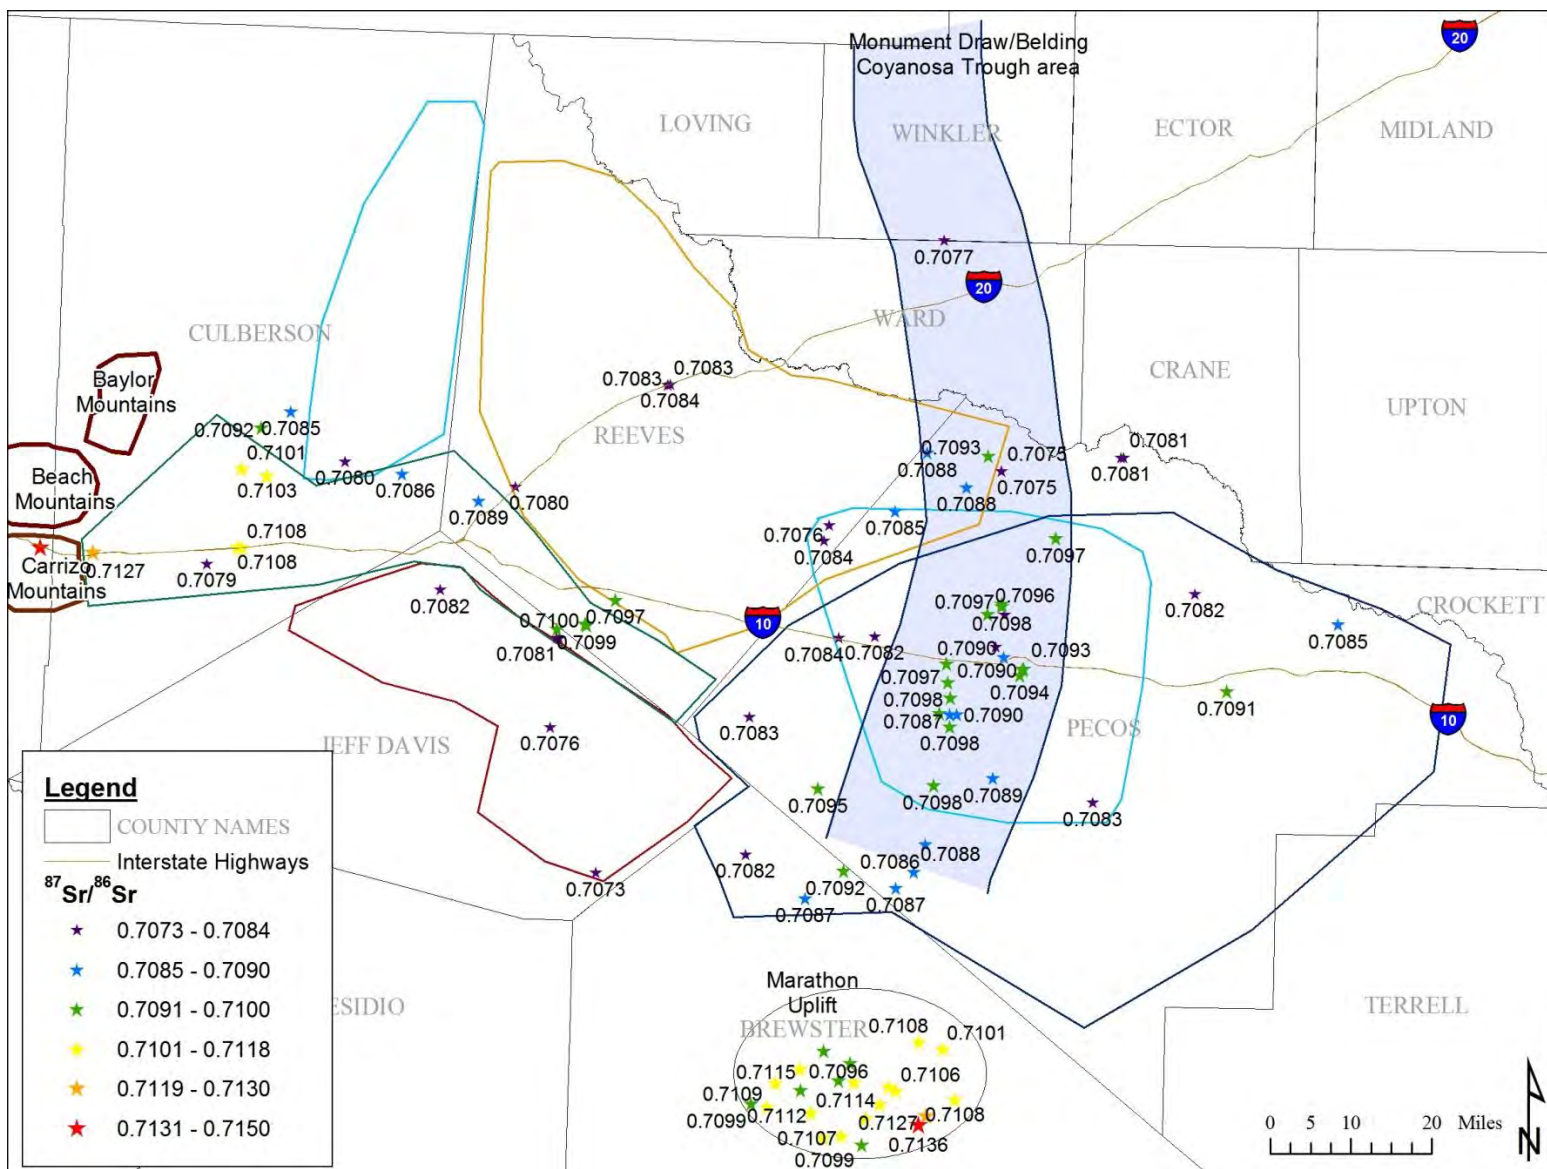 Monument Draw/Belding
Coyanosa Trough area
20
LOVING
WINKLER
ECTOR
MIDLAND
0.7077
20
CULBERSON
WARD
Baylor
Mountains
0.7083
0.7083
0.7084
CRANE
UPTON
0.7092
0.7085
REEVES
0.7101
0.7103
0.7080
0.7086
0.7093
0.7088
0.7075
0.7075
0.7081
0.7081
Beach
Mountains
0.7089
0.7080
0.7088
0.7085
0.7076
0.7084
0.7108
0.7108
0.7097
Carrizo
Mountains
0.7127
0.7079
0.7082
0.7097
0.7096
0.7098
0.7082
CROCKETT
0.7100
0.7097
0.7099
0.7081
10
0.7084
0.7082
0.7085
0.7090
0.7090
0.7093
0.7094
0.7097
0.7098
0.7091
0.7087
0.7090
0.7098
PECOS
10
0.7083
JEFF DAVIS
0.7076
0.7095
0.7098
0.7089
0.7083
0.7082
0.7073
0.7086
0.7088
0.7092
0.7087
0.7087
Legend
COUNTY NAMES
Interstate Highways
87Sr/86Sr
0.7073 - 0.7084
0.7085 - 0.7090
0.7091 - 0.7100
0.7101 - 0.7118
0.7119 - 0.7130
0.7131 - 0.7150
ESIDIO
Marathon
Uplift
BREWSTER
TERRELL
0.7108
0.7101
0.7115
0.7096
0.7106
0.7109
0.7114
0.7108
0.7099
0.7112
0.7127
0.7107
0.7136
0.7099
0 5 10 20 Miles
N